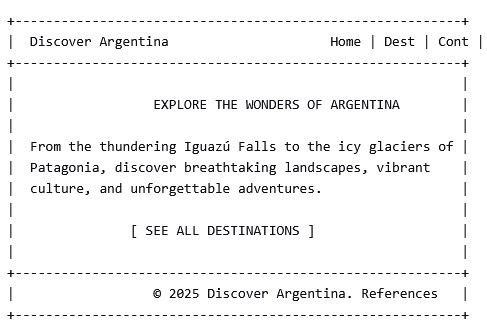 Discover Argentina Home | Dest | Cont |
EXPLORE THE WONDERS OF ARGENTINA
From the thundering Iguazú Falls to the icy glaciers of
Patagonia, discover breathtaking landscapes, vibrant
culture, and unforgettable adventures.
[ SEE ALL DESTINATIONS ]
© 2025 Discover Argentina. References